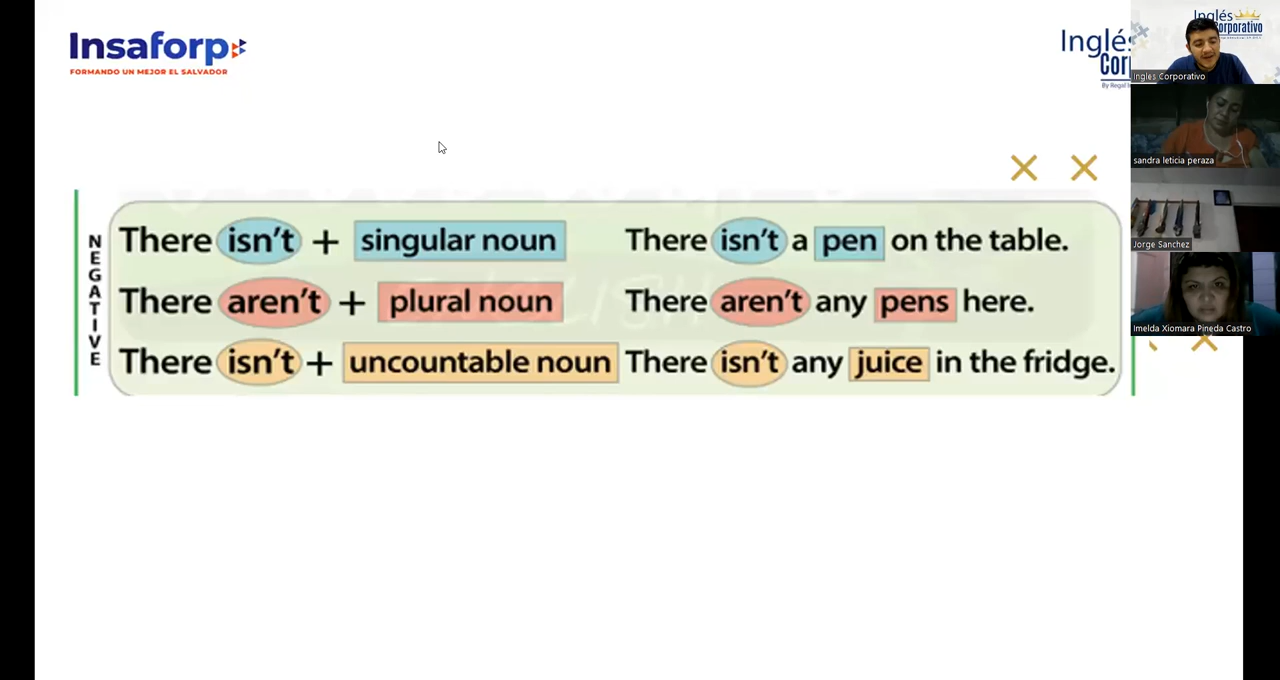 Insaforp
FORMANDO UN MEJOR EL SALVADOR
Inglés
Corporativo
Ingles Corporativo
sandra leticia peraza
Jorge Sanchez
Imelda Xiomara Pineda Castro
NEGATIVE
There isn't + singular noun There isn't a pen on the table.
There aren't + plural noun There aren't any pens here.
There isn't + uncountable noun There isn't any juice in the fridge.